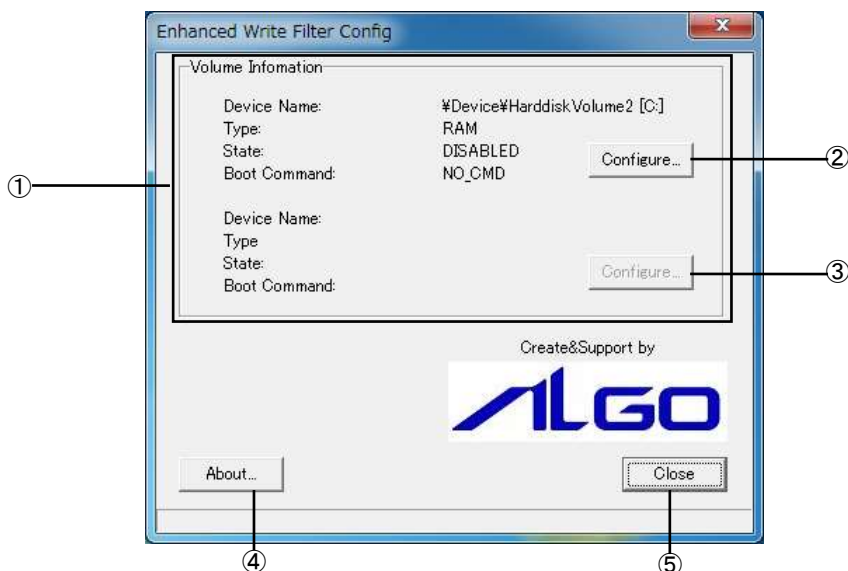 Enhanced Write Filter Config
Volume Infomation
Device Name: ¥Device¥HarddiskVolume2 [C:]
Type: RAM
State: DISABLED
Boot Command: NO_CMD
Configure...
②
①
Device Name:
Type
State:
Boot Command:
Configure...
③
Create&Support by
ALGO
About...
Close
④
⑤